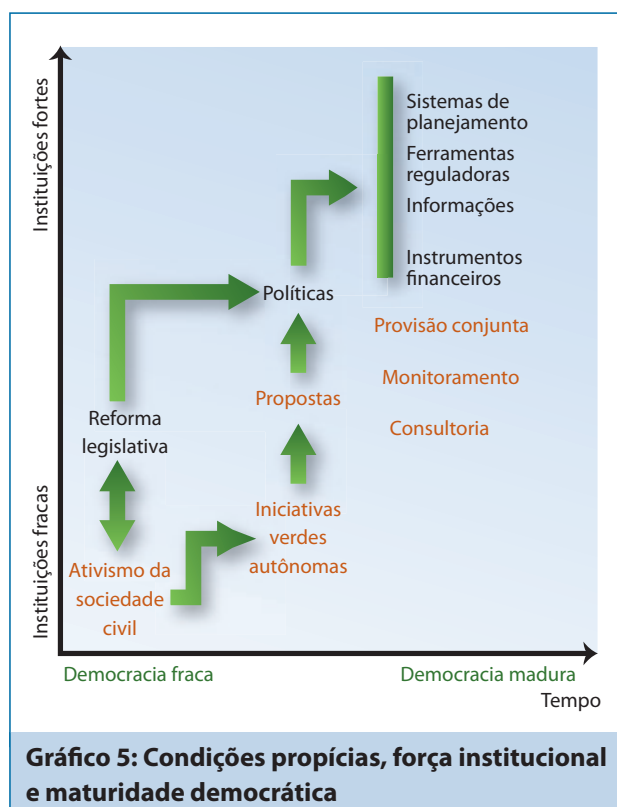 Instituições fortes
Instituições fracas
Sistemas de
planejamento
Ferramentas
reguladoras
Informações
Instrumentos
financeiros
Políticas
Provisão conjunta
Monitoramento
Consultoria
Propostas
Reforma
legislativa
Iniciativas
verdes
autônomas
Ativismo da
sociedade
civil
Democracia fraca
Democracia madura
Tempo
Gráfico 5: Condições propícias, força institucional
e maturidade democrática